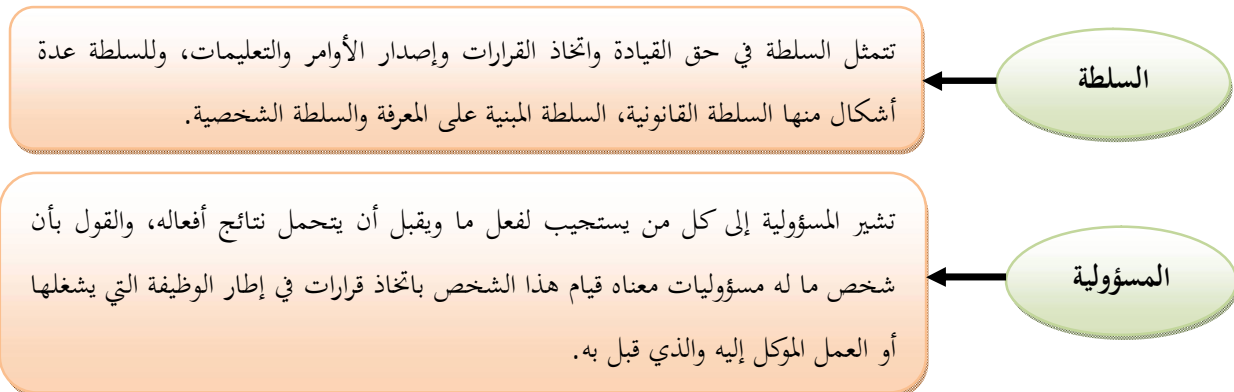 السلطة
تتمثل السلطة في حق القيادة واتخاذ القرارات وإصدار الأوامر والتعليمات، وللسلطة عدة
أشكال منها السلطة القانونية، السلطة المبنية على المعرفة والسلطة الشخصية.
المسؤولية
تشير المسؤولية إلى كل من يستجيب لفعل ما ويقبل أن يتحمل نتائج أفعاله، والقول بأن
شخص ما له مسؤوليات معناه قيام هذا الشخص باتخاذ قرارات في إطار الوظيفة التي يشغلها
أو العمل الموكل إليه والذي قبل به.